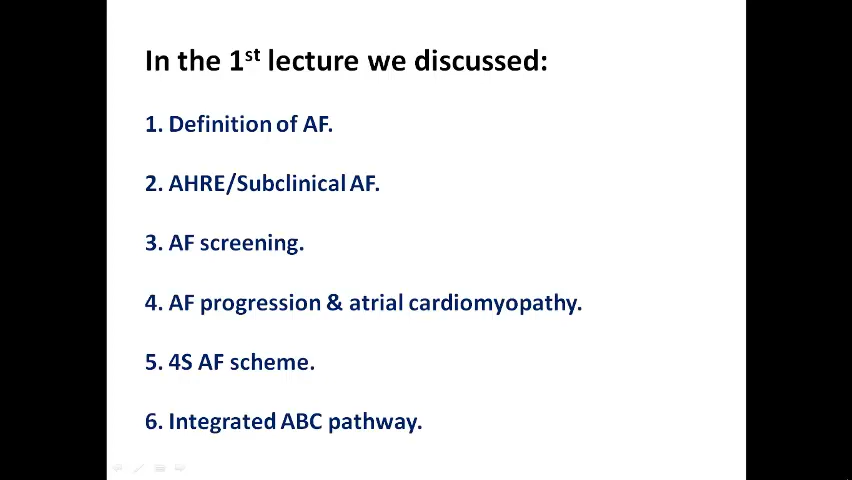 In the 1st lecture we discussed:
1. Definition of AF.
2. AHRE/Subclinical AF.
3. AF screening.
4. AF progression & atrial cardiomyopathy.
5. 4S AF scheme.
6. Integrated ABC pathway.